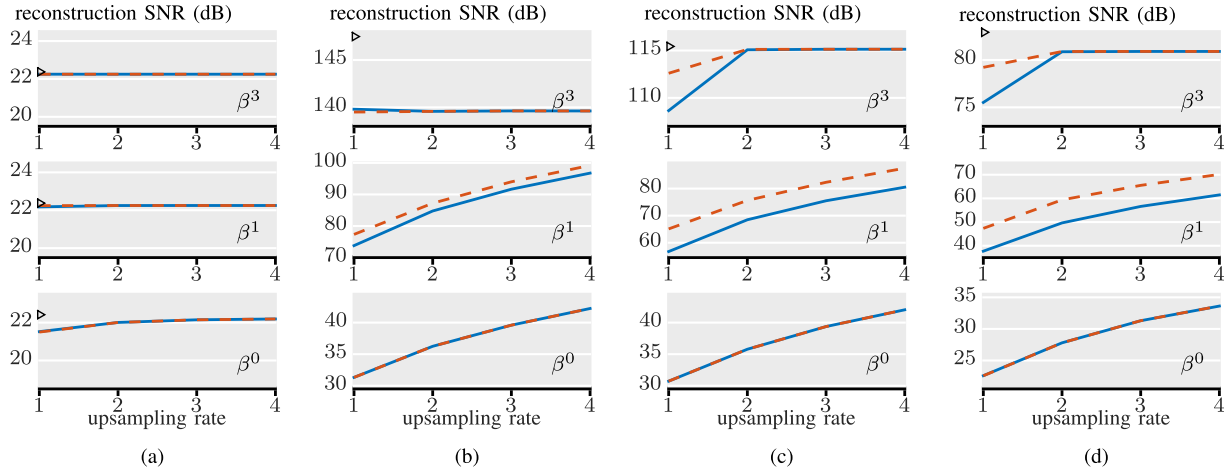 reconstruction SNR (dB)
24
22
20
β³
1 2 3 4
24
22
20
β¹
1 2 3 4
22
20
β⁰
1 2 3 4
upsampling rate
(a)
reconstruction SNR (dB)
145
140
β³
1 2 3 4
100
90
80
70
β¹
1 2 3 4
40
35
30
β⁰
1 2 3 4
upsampling rate
(b)
reconstruction SNR (dB)
115
110
β³
1 2 3 4
80
70
60
β¹
1 2 3 4
40
35
30
β⁰
1 2 3 4
upsampling rate
(c)
reconstruction SNR (dB)
80
75
β³
1 2 3 4
70
60
50
40
β¹
1 2 3 4
35
30
25
β⁰
1 2 3 4
upsampling rate
(d)